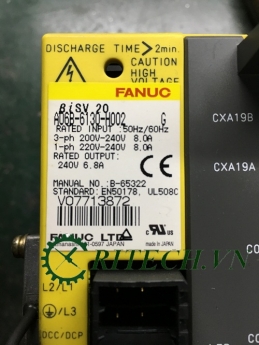 DISCHARGE TIME > 2min.
CAUTION
HIGH
VOLTAGE
FANUC
βiSV 20
A06B-6130-H002 G
RATED INPUT :50Hz/60Hz
3-ph 200V-240V 8.0A
1-ph 220V-240V 8.0A
RATED OUTPUT:
240V 6.8A
MANUAL NO.: B-65322
STANDARD: EN50178, UL508C
V07713872
FANUC LTD
401-0597 JAPAN
MADE IN JAPAN
CXA19B
CXA19A
RITECH.VN
L2/L1
/L3
DCC/DCP